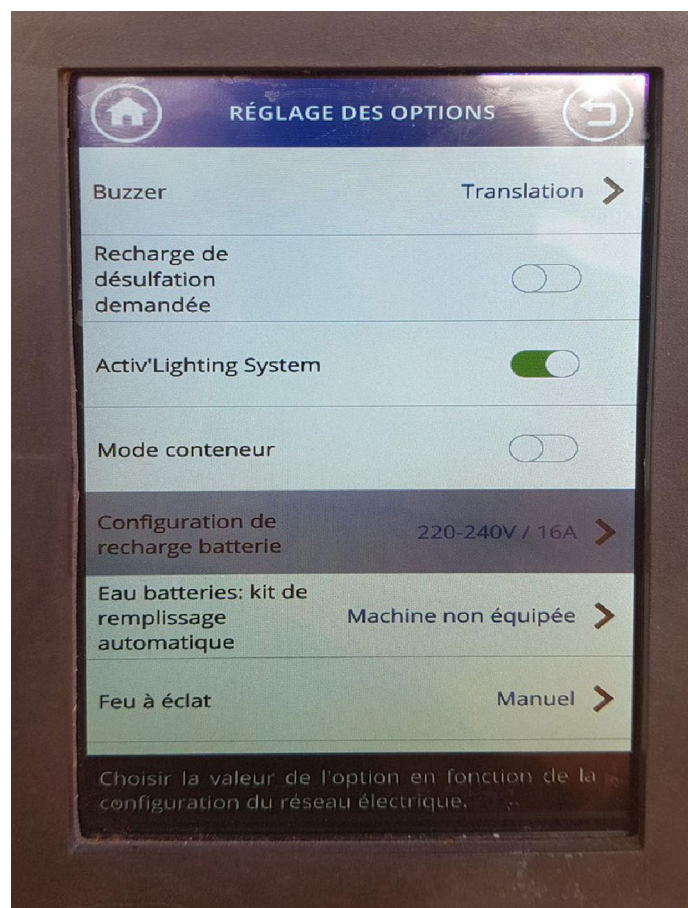 RÉGLAGE DES OPTIONS
Buzzer Translation
Recharge de
désulfation
demandée
Activ'Lighting System
Mode conteneur
Configuration de
recharge batterie
220-240V / 16A
Eau batteries: kit de
remplissage
automatique
Machine non équipée
Feu à éclat Manuel
Choisir la valeur de l'option en fonction de la
configuration du réseau électrique.